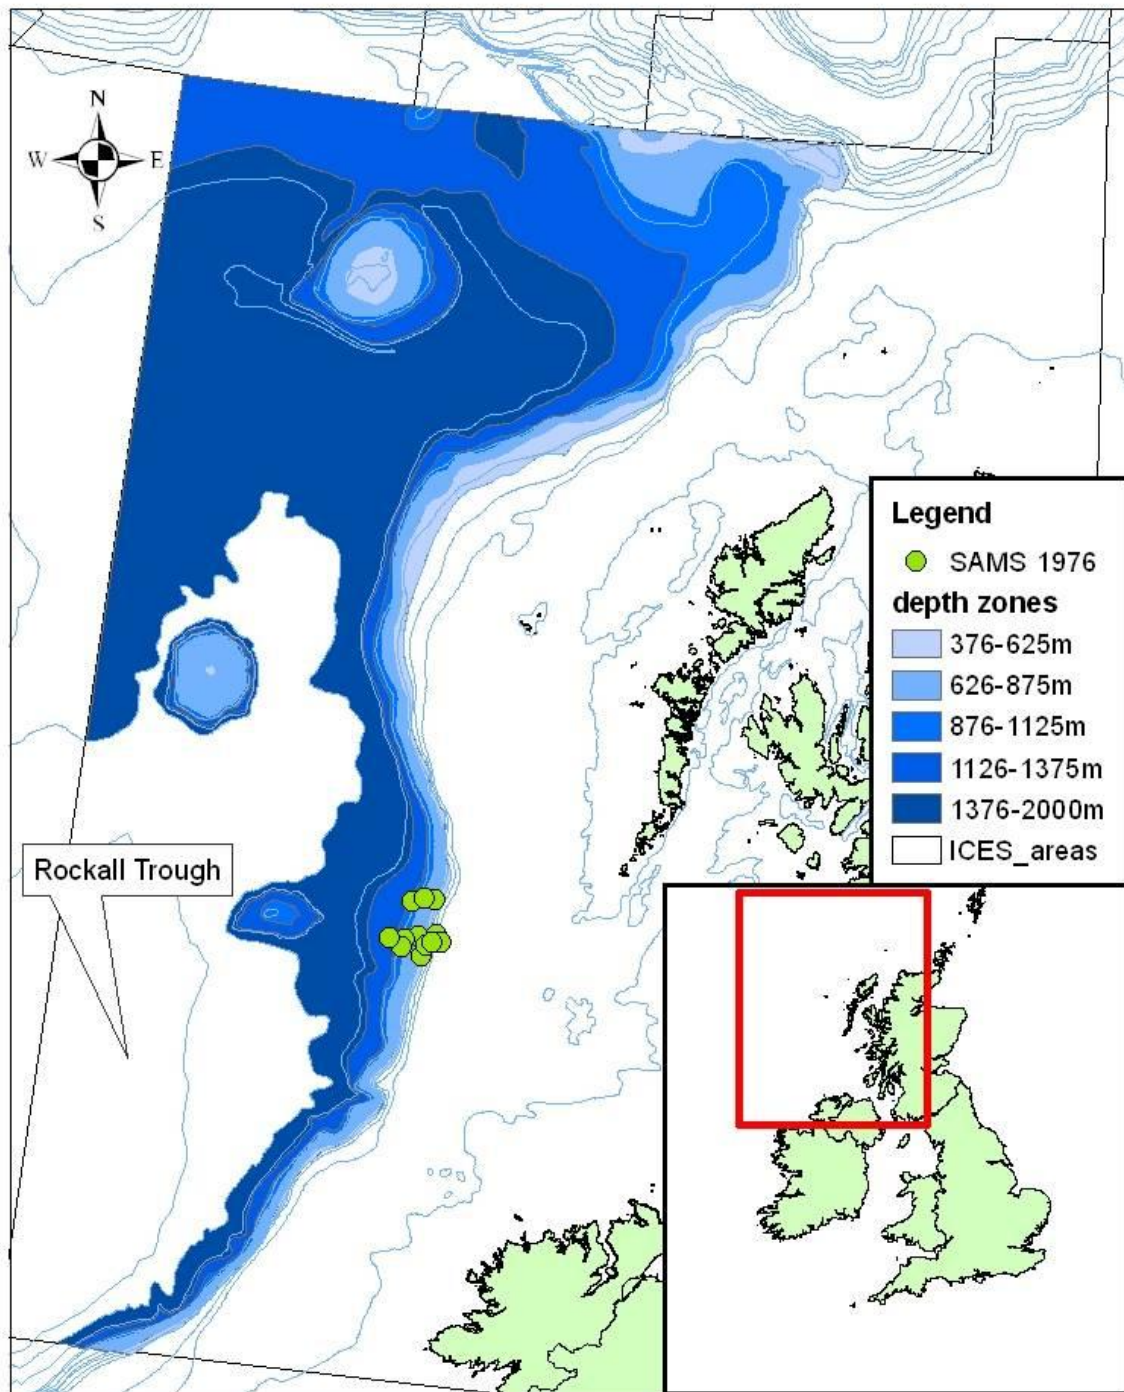 N
W E
S
Legend
SAMS 1976
depth zones
376-625m
626-875m
876-1125m
1126-1375m
1376-2000m
ICES_areas
Rockall Trough